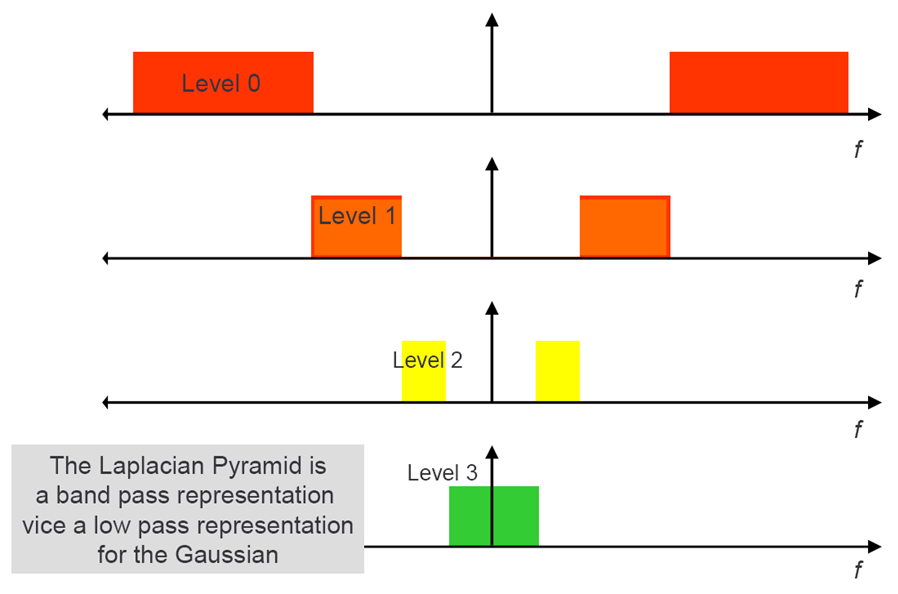 Level 0
f
Level 1
f
Level 2
f
The Laplacian Pyramid is
a band pass representation
vice a low pass representation
for the Gaussian
Level 3
f